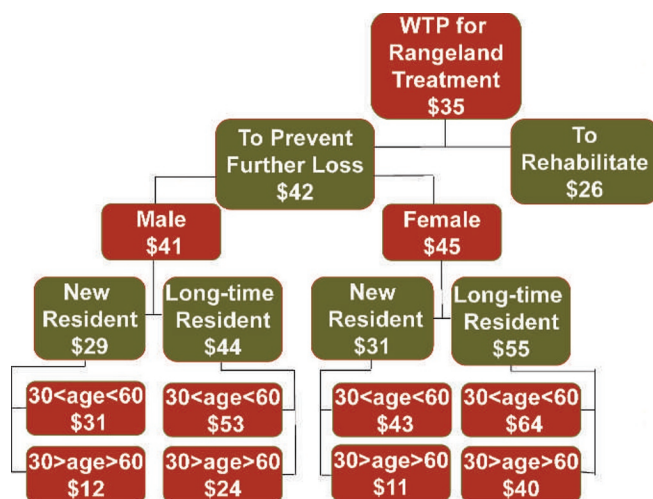 WTP for
Rangeland
Treatment
$35
To Prevent
Further Loss
$42
To
Rehabilitate
$26
Male
$41
Female
$45
New
Resident
$29
Long-time
Resident
$44
New
Resident
$31
Long-time
Resident
$55
30<age<60
$31
30<age<60
$53
30<age<60
$43
30<age<60
$64
30>age>60
$12
30>age>60
$24
30>age>60
$11
30>age>60
$40